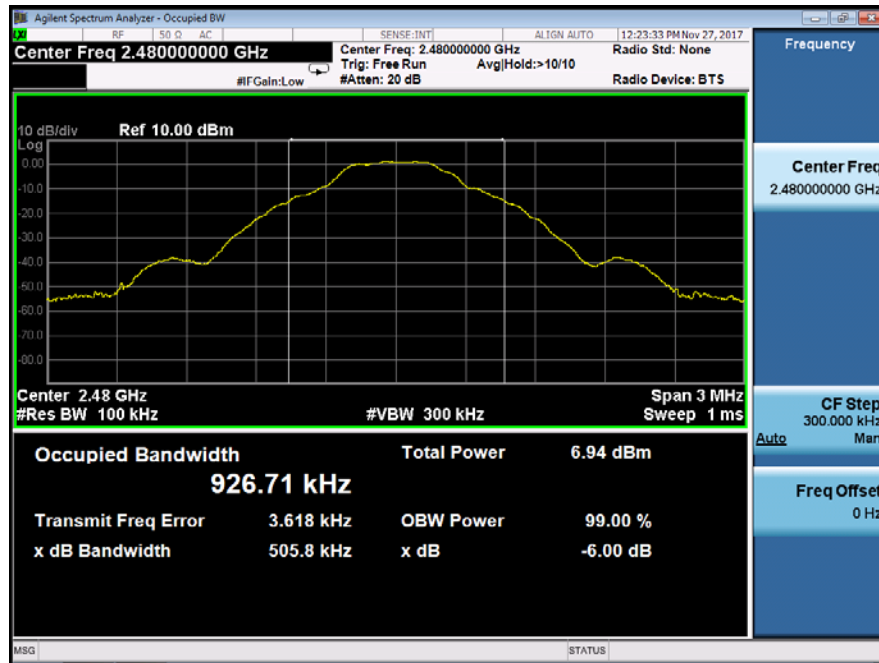 Agilent Spectrum Analyzer - Occupied BW
LXI RF 50 Ω AC SENSE:INT ALIGN AUTO 12:23:33 PM Nov 27, 2017
Center Freq 2.480000000 GHz
Center Freq: 2.480000000 GHz Radio Std: None
Trig: Free Run Avg|Hold:>10/10
#IFGain:Low #Atten: 20 dB Radio Device: BTS
10 dB/div Ref 10.00 dBm
Log
0.00
-10.0
-20.0
-30.0
-40.0
-50.0
-60.0
-70.0
-80.0
Center 2.48 GHz Span 3 MHz
#Res BW 100 kHz #VBW 300 kHz Sweep 1 ms
Occupied Bandwidth Total Power 6.94 dBm
926.71 kHz
Transmit Freq Error 3.618 kHz OBW Power 99.00 %
x dB Bandwidth 505.8 kHz x dB -6.00 dB
MSG STATUS
Frequency
Center Freq
2.480000000 GHz
CF Step
300.000 kHz
Auto Man
Freq Offset
0 Hz